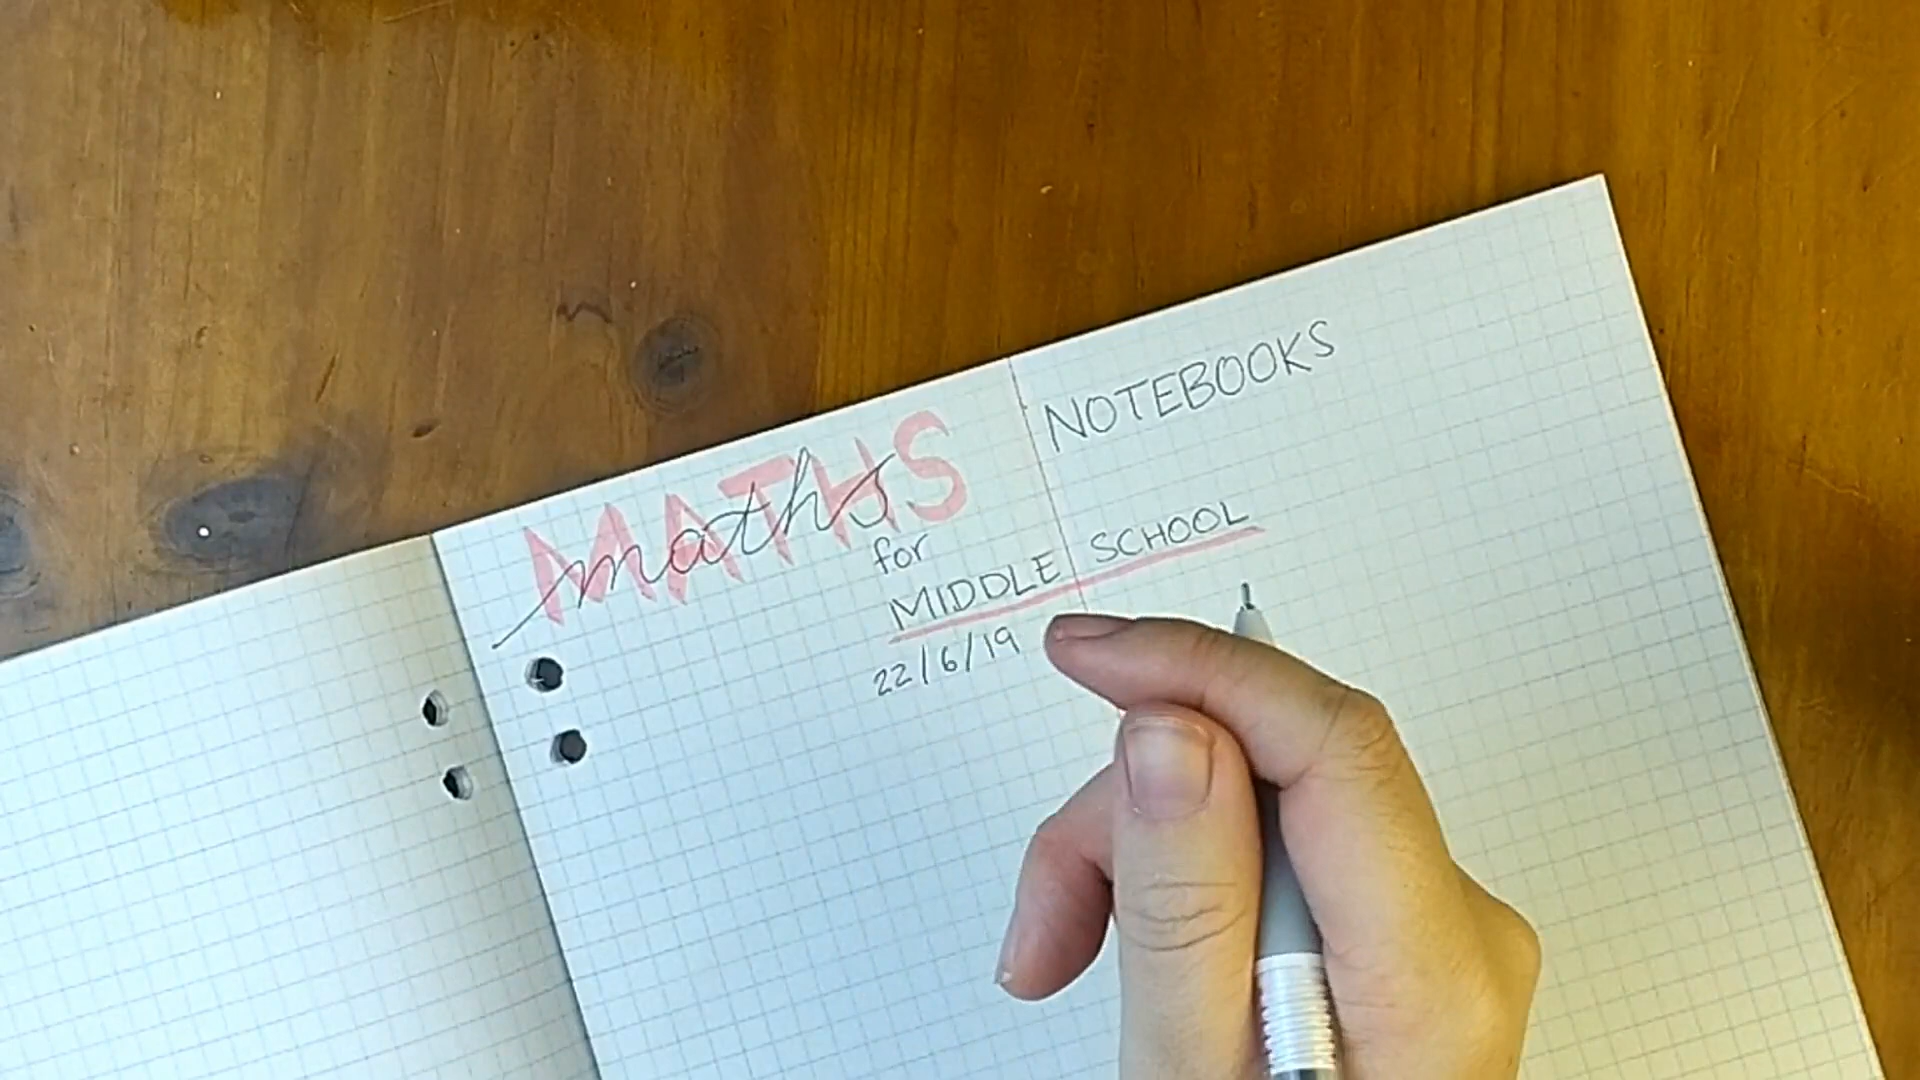 MATHS
maths
for
MIDDLE SCHOOL
22/6/19
NOTEBOOKS